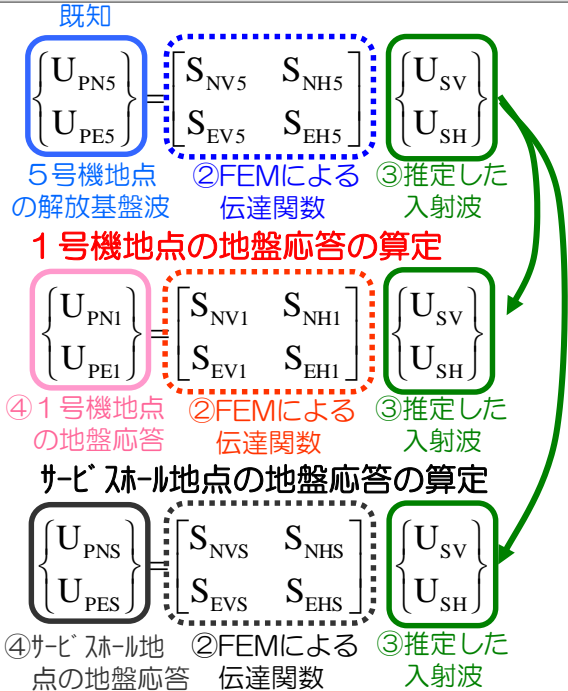 既知
{U_PN5} = [S_NV5 S_NH5] {U_SV}
{U_PE5} [S_EV5 S_EH5] {U_SH}
５号機地点 ②FEMによる ③推定した
の解放基盤波 伝達関数 入射波
１号機地点の地盤応答の算定
{U_PN1} = [S_NV1 S_NH1] {U_SV}
{U_PE1} [S_EV1 S_EH1] {U_SH}
④１号機地点 ②FEMによる ③推定した
の地盤応答 伝達関数 入射波
ｻｰﾋﾞｽﾎｰﾙ地点の地盤応答の算定
{U_PNS} = [S_NVS S_NHS] {U_SV}
{U_PES} [S_EVS S_EHS] {U_SH}
④ｻｰﾋﾞｽﾎｰﾙ地 ②FEMによる ③推定した
点の地盤応答 伝達関数 入射波